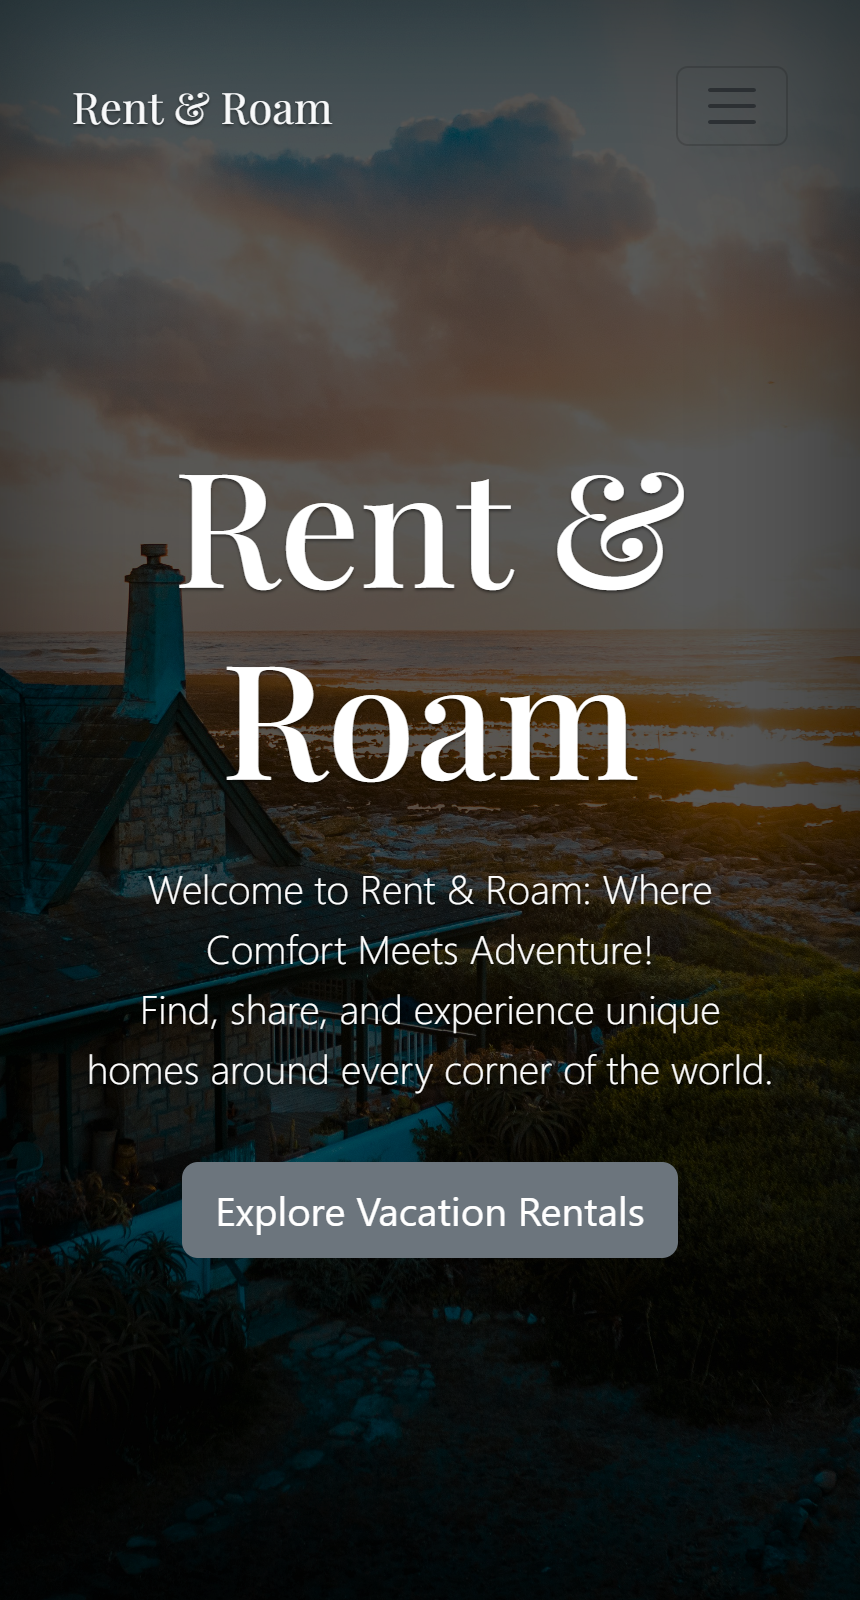 Rent & Roam
Rent &
Roam
Welcome to Rent & Roam: Where
Comfort Meets Adventure!
Find, share, and experience unique
homes around every corner of the world.
Explore Vacation Rentals